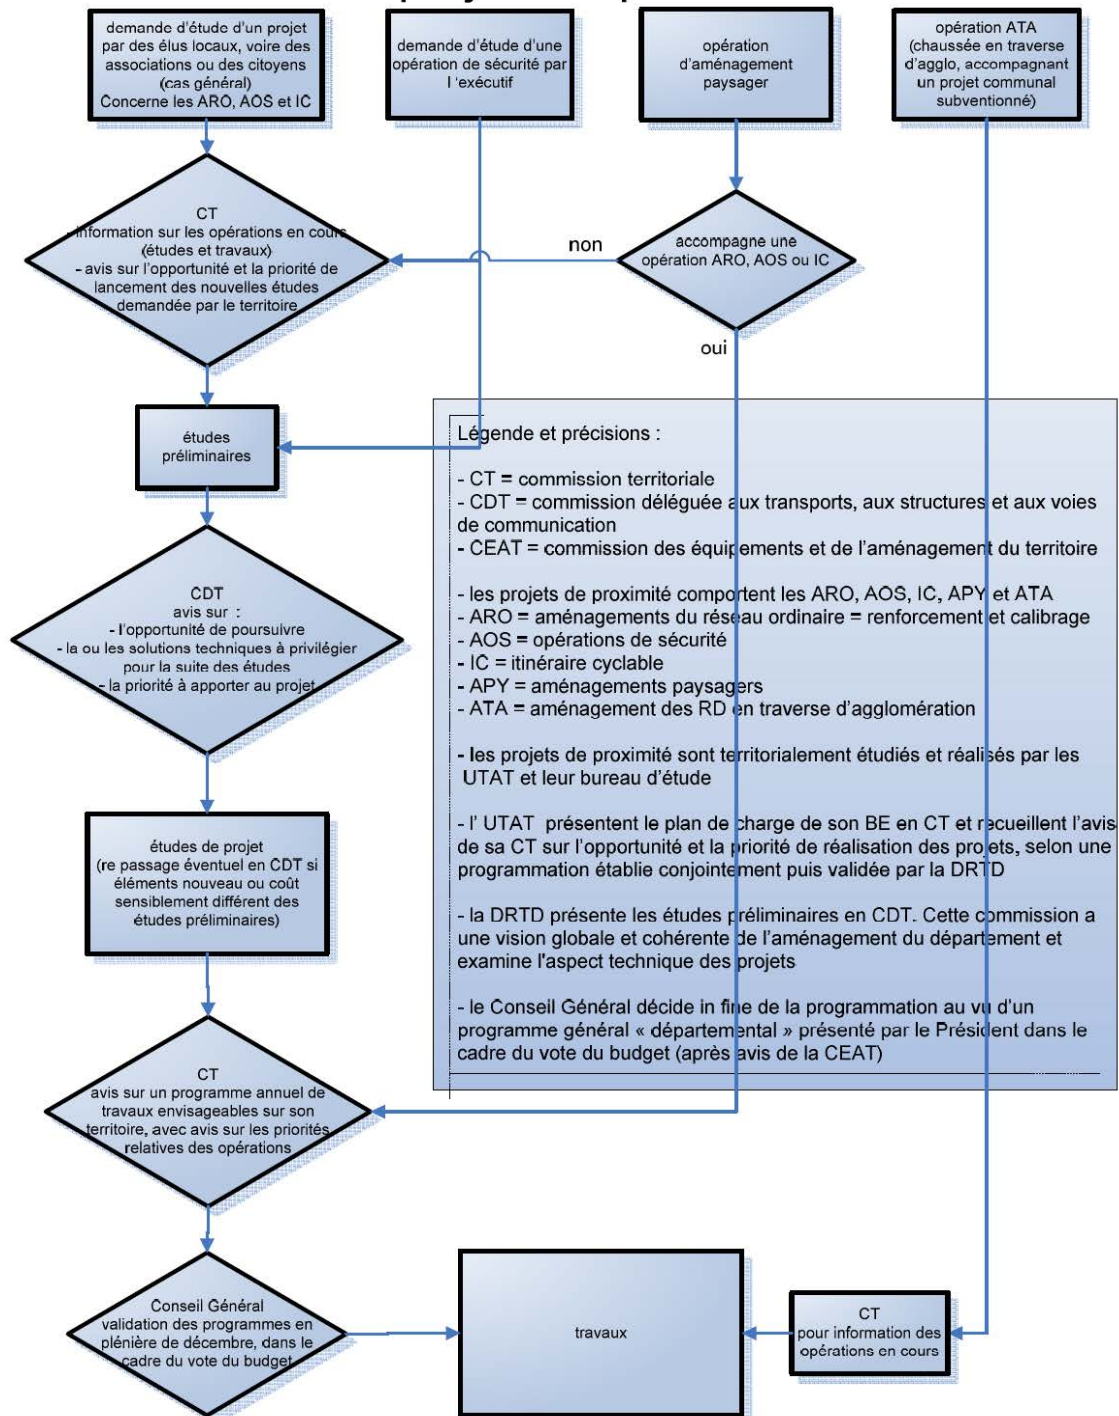 demande d'étude d'un projet
par des élus locaux, voire des
associations ou des citoyens
(cas général)
Concerne les ARO, AOS et IC
demande d'étude d'une
opération de sécurité par
l 'exécutif
opération
d'aménagement
paysager
opération ATA
(chaussée en traverse
d'agglo, accompagnant
un projet communal
subventionné)
CT
- information sur les opérations en cours
(études et travaux)
- avis sur l'opportunité et la priorité de
lancement des nouvelles études
demandée par le territoire
non
accompagne une
opération ARO, AOS ou IC
oui
études
préliminaires
Légende et précisions :
- CT = commission territoriale
- CDT = commission déléguée aux transports, aux structures et aux voies
de communication
- CEAT = commission des équipements et de l'aménagement du territoire
- les projets de proximité comportent les ARO, AOS, IC, APY et ATA
- ARO = aménagements du réseau ordinaire = renforcement et calibrage
- AOS = opérations de sécurité
- IC = itinéraire cyclable
- APY = aménagements paysagers
- ATA = aménagement des RD en traverse d'agglomération
- les projets de proximité sont territorialement étudiés et réalisés par les
UTAT et leur bureau d'étude
- l' UTAT présentent le plan de charge de son BE en CT et recueillent l'avis
de sa CT sur l'opportunité et la priorité de réalisation des projets, selon une
programmation établie conjointement puis validée par la DRTD
- la DRTD présente les études préliminaires en CDT. Cette commission a
une vision globale et cohérente de l'aménagement du département et
examine l'aspect technique des projets
- le Conseil Général décide in fine de la programmation au vu d'un
programme général « départemental » présenté par le Président dans le
cadre du vote du budget (après avis de la CEAT)
CDT
avis sur :
- l'opportunité de poursuivre
- la ou les solutions techniques à privilégier
pour la suite des études
- la priorité à apporter au projet
études de projet
(re passage éventuel en CDT si
éléments nouveau ou coût
sensiblement différent des
études préliminaires)
CT
avis sur un programme annuel de
travaux envisageables sur son
territoire, avec avis sur les priorités
relatives des opérations
Conseil Général
validation des programmes en
plénière de décembre, dans le
cadre du vote du budget
travaux
CT
pour information des
opérations en cours